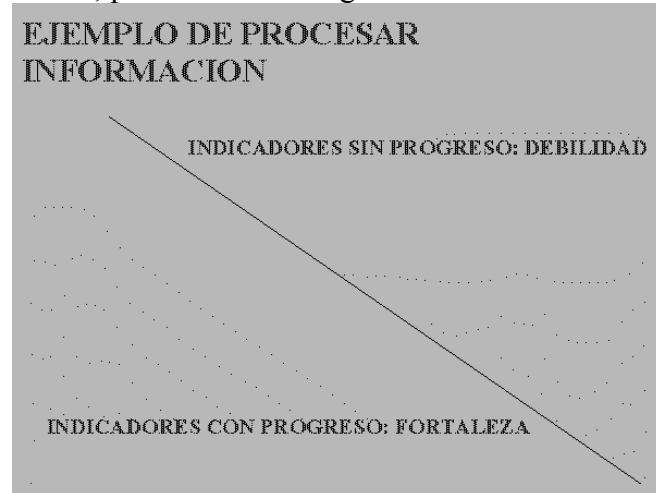 EJEMPLO DE PROCESAR
INFORMACION
INDICADORES SIN PROGRESO: DEBILIDAD
INDICADORES CON PROGRESO: FORTALEZA